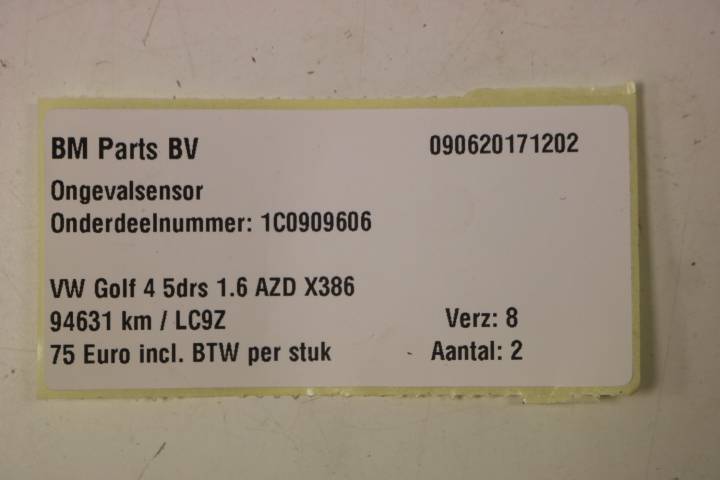 BM Parts BV 090620171202
Ongevalsensor
Onderdeelnummer: 1C0909606
VW Golf 4 5drs 1.6 AZD X386
94631 km / LC9Z Verz: 8
75 Euro incl. BTW per stuk Aantal: 2